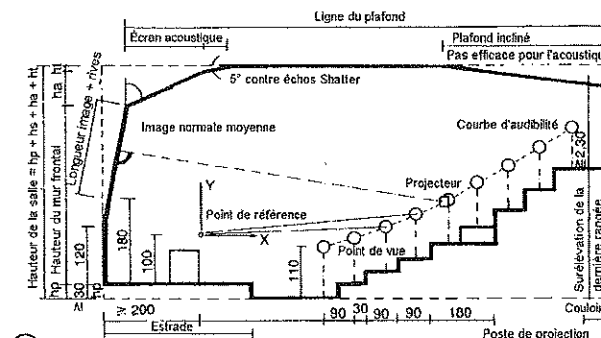 Ligne du plafond
Écran acoustique
Plafond incliné
Pas efficace pour l'acoustique
5° contre échos Shatter
Hauteur de la salle = hp + hs + ha + ht
ha
ht
Longueur image + rives
Hauteur du mur frontal
Image normate moyenne
Courbe d'audibilité
≥ 2,30
Projecteur
Y
Point de référence
X
Point de vue
Surélévation de la
dernière rangée
180
120
100
110
30
hp
hp
≥ 200
90
30
90
90
180
Couloir
Estrade
Poste de projection